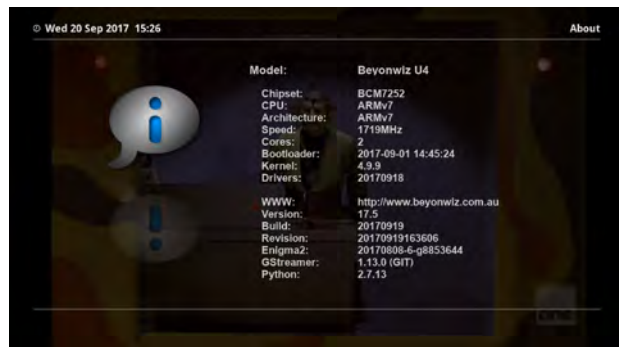 Wed 20 Sep 2017 15:26 About
Model: Beyonwiz U4
Chipset: BCM7252
CPU: ARMv7
Architecture: ARMv7
Speed: 1719MHz
Cores: 2
Bootloader: 2017-09-01 14:45:24
Kernel: 4.9.9
Drivers: 20170918
WWW: http://www.beyonwiz.com.au
Version: 17.5
Build: 20170919
Revision: 20170919163606
Enigma2: 20170808-6-g8853644
GStreamer: 1.13.0 (GIT)
Python: 2.7.13